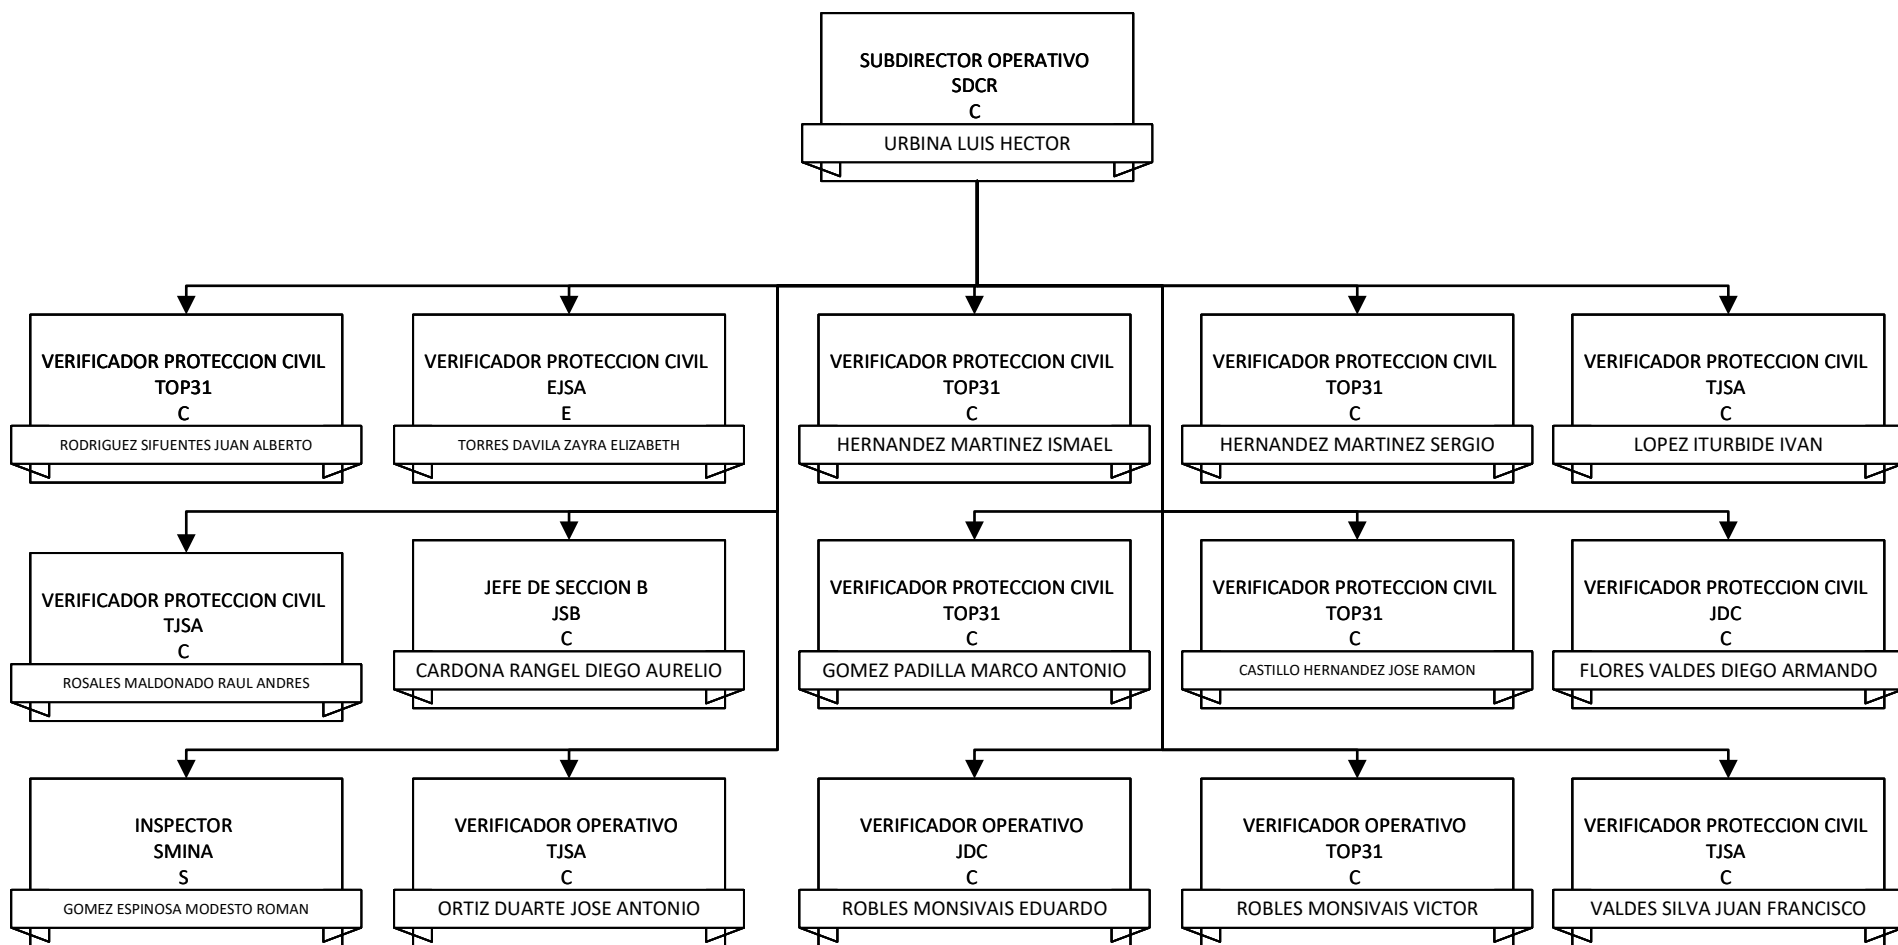 SUBDIRECTOR OPERATIVO
SDCR
C
URBINA LUIS HECTOR
VERIFICADOR PROTECCION CIVIL
TOP31
C
RODRIGUEZ SIFUENTES JUAN ALBERTO
VERIFICADOR PROTECCION CIVIL
EJSA
E
TORRES DAVILA ZAYRA ELIZABETH
VERIFICADOR PROTECCION CIVIL
TOP31
C
HERNANDEZ MARTINEZ ISMAEL
VERIFICADOR PROTECCION CIVIL
TOP31
C
HERNANDEZ MARTINEZ SERGIO
VERIFICADOR PROTECCION CIVIL
TJSA
C
LOPEZ ITURBIDE IVAN
VERIFICADOR PROTECCION CIVIL
TJSA
C
ROSALES MALDONADO RAUL ANDRES
JEFE DE SECCION B
JSB
C
CARDONA RANGEL DIEGO AURELIO
VERIFICADOR PROTECCION CIVIL
TOP31
C
GOMEZ PADILLA MARCO ANTONIO
VERIFICADOR PROTECCION CIVIL
TOP31
C
CASTILLO HERNANDEZ JOSE RAMON
VERIFICADOR PROTECCION CIVIL
JDC
C
FLORES VALDES DIEGO ARMANDO
INSPECTOR
SMINA
S
GOMEZ ESPINOSA MODESTO ROMAN
VERIFICADOR OPERATIVO
TJSA
C
ORTIZ DUARTE JOSE ANTONIO
VERIFICADOR OPERATIVO
JDC
C
ROBLES MONSIVAIS EDUARDO
VERIFICADOR OPERATIVO
TOP31
C
ROBLES MONSIVAIS VICTOR
VERIFICADOR PROTECCION CIVIL
TJSA
C
VALDES SILVA JUAN FRANCISCO